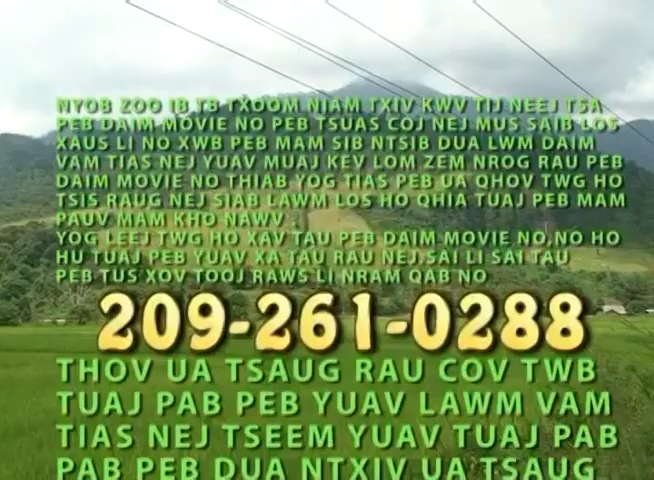 NYOB ZOO IB TB TXOOM NIAM TXIV KWV TIJ NEEJ TSA
PEB DAIM MOVIE NO PEB TSUAS COJ NEJ MUS SAIB LOS
XAUS LI NO XWB PEB MAM SIB NTSIB DUA LWM DAIM
VAM TIAS NEJ YUAV MUAJ KEV LOM ZEM NROG RAU PEB
DAIM MOVIE NO THIAB YOG TIAS PEB UA QHOV TWG HO
TSIS RAUG NEJ SIAB LAWM LOS HO QHIA TUAJ PEB MAM
PAUV MAM KHO NAWV.
YOG LEEJ TWG HO XAV TAU PEB DAIM MOVIE NO,NO HO
HU TUAJ PEB YUAV XA TAU RAU NEJ SAI LI SAI TAU
PEB TUS XOV TOOJ RAWS LI NRAM QAB NO
209-261-0288
THOV UA TSAUG RAU COV TWB
TUAJ PAB PEB YUAV LAWM VAM
TIAS NEJ TSEEM YUAV TUAJ PAB
PAB PEB DUA NTXIV UA TSAUG